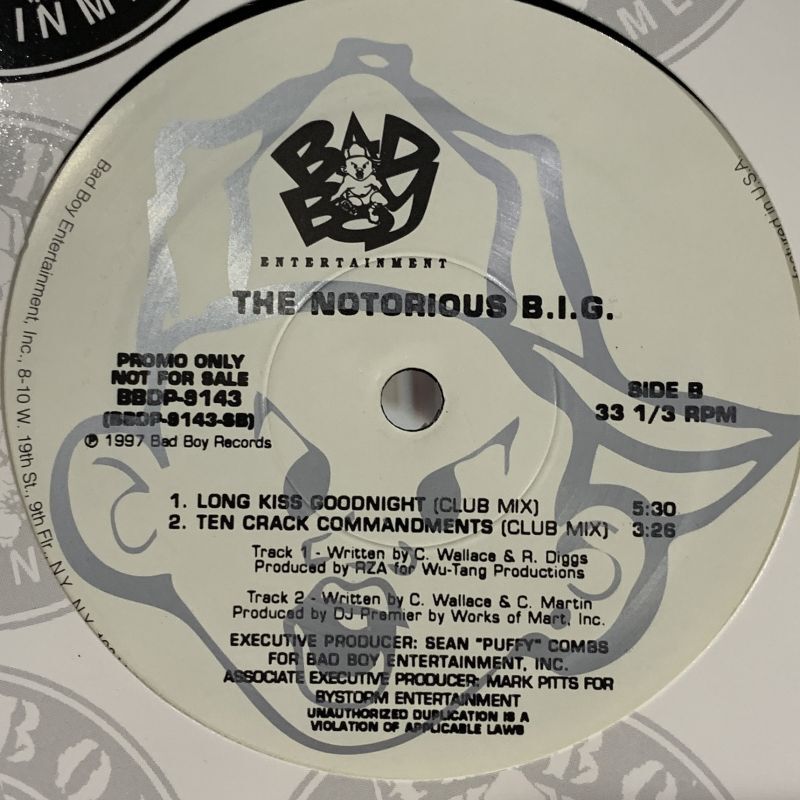 BAD
BOY
ENTERTAINMENT
THE NOTORIOUS B.I.G.
PROMO ONLY
NOT FOR SALE
BBDP-9143
(BBDP-9143-SB)
℗ 1997 Bad Boy Records
SIDE B
33 1/3 RPM
1. LONG KISS GOODNIGHT (CLUB MIX) 5:30
2. TEN CRACK COMMANDMENTS (CLUB MIX) 3:26
Track 1 - Written by C. Wallace & R. Diggs
Produced by RZA for Wu-Tang Productions
Track 2 - Written by C. Wallace & C. Martin
Produced by DJ Premier by Works of Mart, Inc.
EXECUTIVE PRODUCER: SEAN "PUFFY" COMBS
FOR BAD BOY ENTERTAINMENT, INC.
ASSOCIATE EXECUTIVE PRODUCER: MARK PITTS FOR
BYSTORM ENTERTAINMENT
UNAUTHORIZED DUPLICATION IS A
VIOLATION OF APPLICABLE LAWS
Bad Boy Entertainment, Inc., 8-10 W. 19th St., 9th Flr., N.Y. N.Y.
in U.S.A